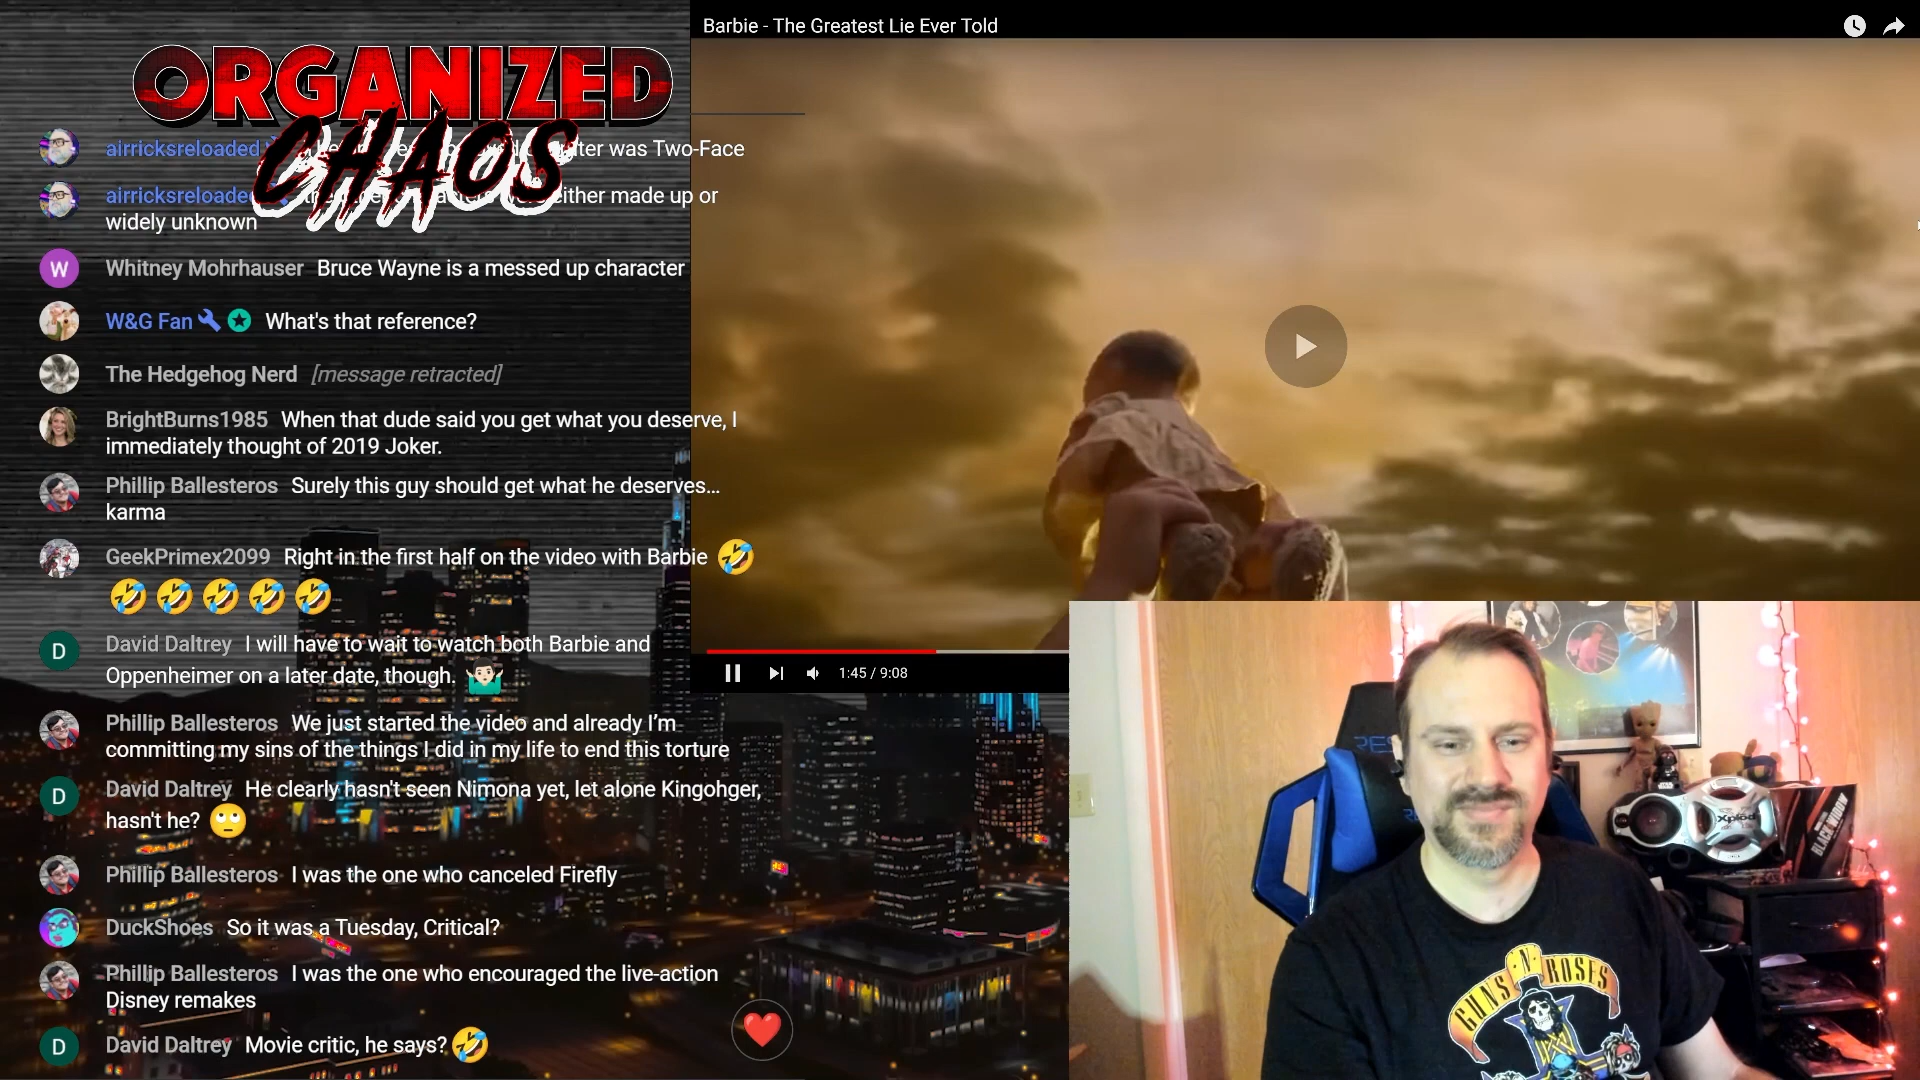 Barbie - The Greatest Lie Ever Told
ORGANIZED
CHAOS
airricksreloaded was Two-Face
airricksreloaded either made up or
widely unknown
W
Whitney Mohrhauser Bruce Wayne is a messed up character
W&G Fan What's that reference?
The Hedgehog Nerd [message retracted]
BrightBurns1985 When that dude said you get what you deserve, I
immediately thought of 2019 Joker.
Phillip Ballesteros Surely this guy should get what he deserves...
karma
GeekPrimex2099 Right in the first half on the video with Barbie 🤣
🤣🤣🤣🤣🤣
D
David Daltrey I will have to wait to watch both Barbie and
Oppenheimer on a later date, though. 🤷🏻‍♂️
1:45 / 9:08
Phillip Ballesteros We just started the video and already I’m
committing my sins of the things I did in my life to end this torture
D
David Daltrey He clearly hasn't seen Nimona yet, let alone Kingohger,
hasn't he? 🙄
Phillip Ballesteros I was the one who canceled Firefly
DuckShoes So it was a Tuesday, Critical?
Phillip Ballesteros I was the one who encouraged the live-action
Disney remakes
D
David Daltrey Movie critic, he says? 🤣
Xplod
BLACK WIDOW
GUNS N' ROSES